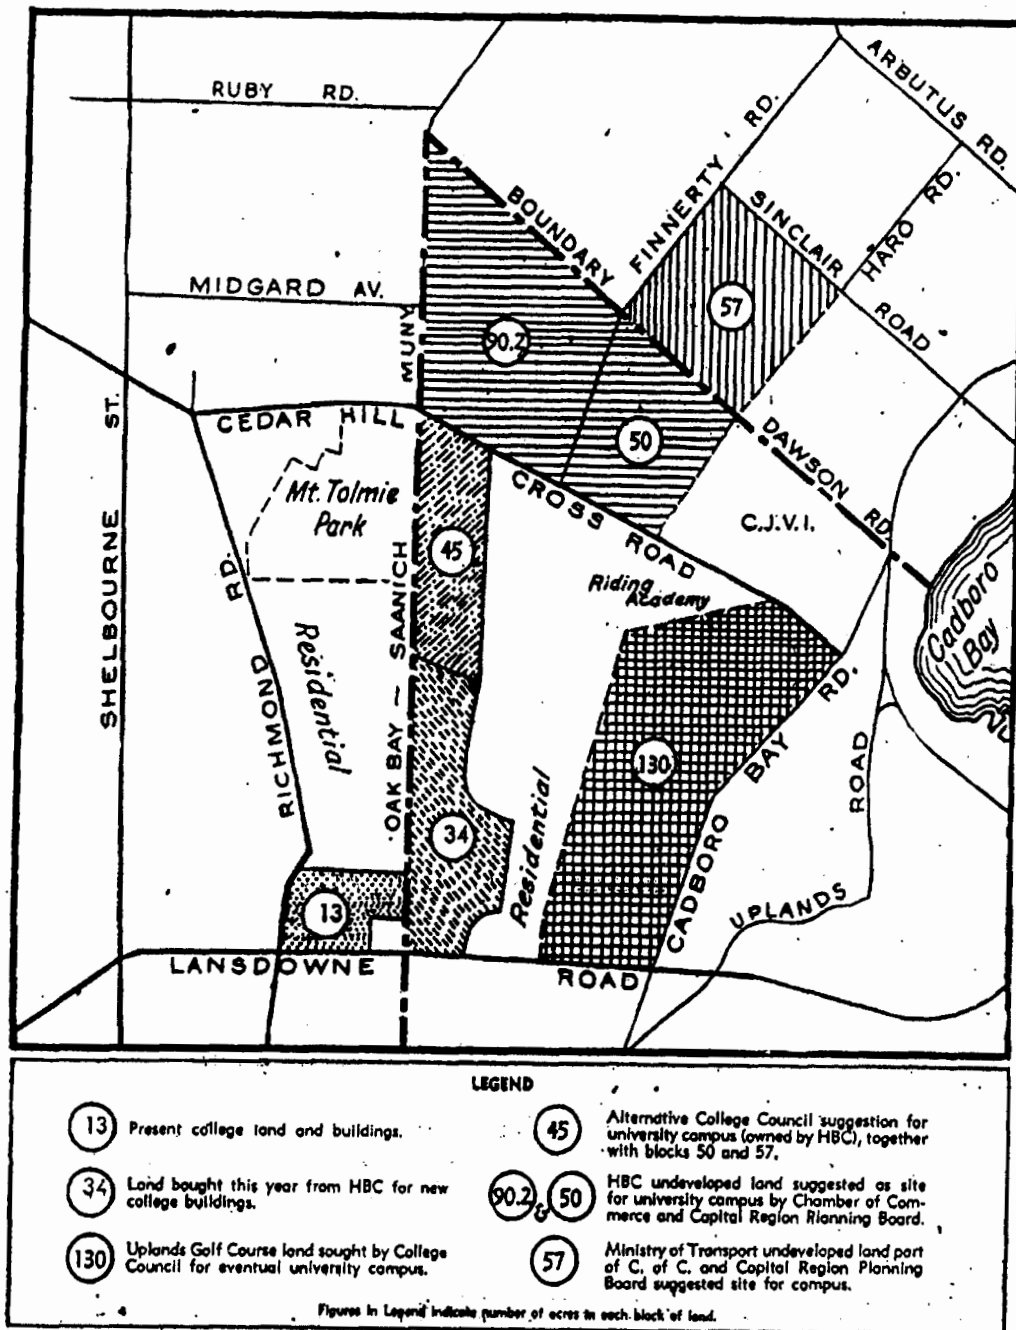 ARBUTUS RD.
RUBY RD.
FINNERTY RD.
HARO RD.
BOUNDARY
SINCLAIR
ROAD
MIDGARD AV.
MUNY.
90.2
57
50
CEDAR HILL
CROSS
ROAD
DAWSON RD
C.J.V.I.
Mt. Tolmie
Park
45
Riding
Academy
Cadboro
Bay
SHELBOURNE ST.
RICHMOND RD.
Residential
OAK BAY - SAANICH
34
130
Residential
CADBORO BAY RD.
UPLANDS ROAD
13
LANSDOWNE
ROAD
LEGEND
13 Present college land and buildings.
34 Land bought this year from HBC for new
college buildings.
130 Uplands Golf Course land sought by College
Council for eventual university campus.
45 Alternative College Council suggestion for
university campus (owned by HBC), together
with blocks 50 and 57.
90.2 & 50 HBC undeveloped land suggested as site
for university campus by Chamber of Com-
merce and Capital Region Planning Board.
57 Ministry of Transport undeveloped land part
of C. of C. and Capital Region Planning
Board suggested site for campus.
Figures in Legend indicate number of acres in each block of land.